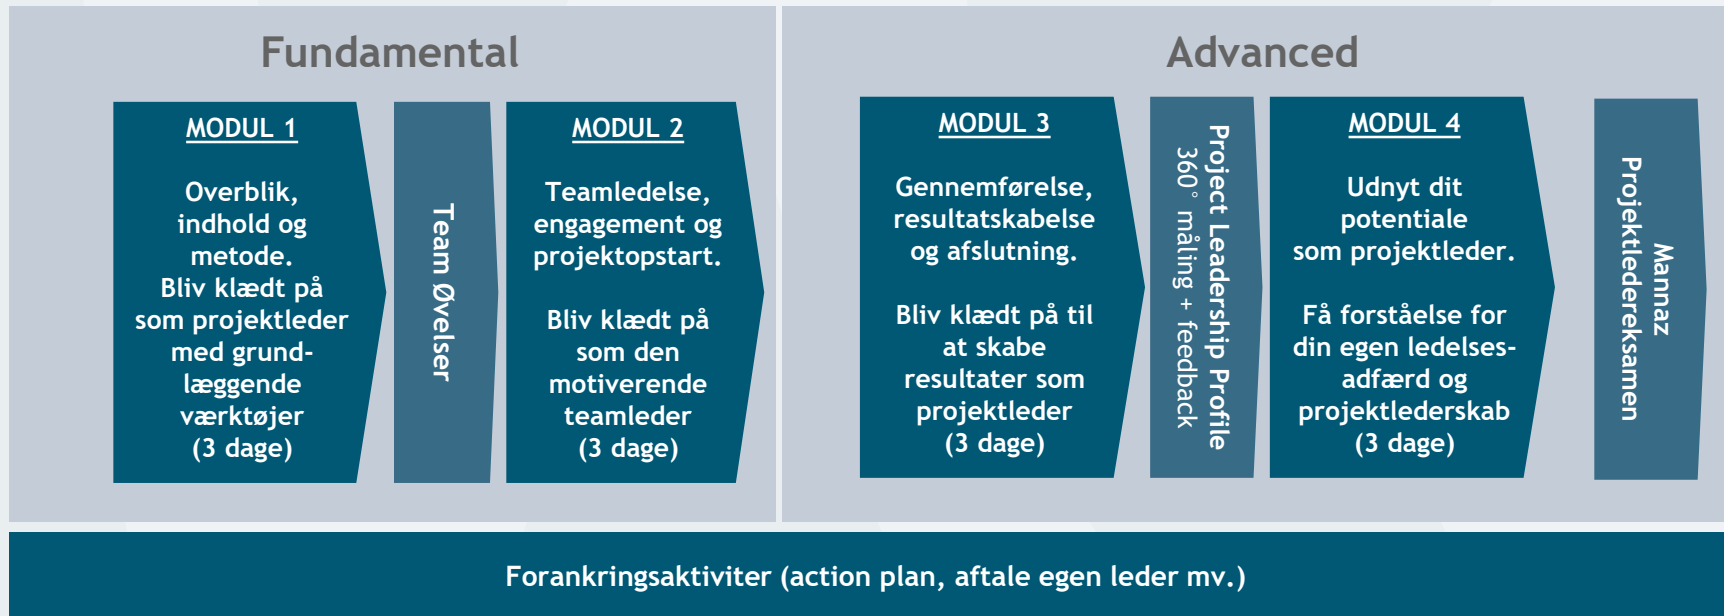 Fundamental
MODUL 1
Overblik,
indhold og
metode.
Bliv klædt på
som projektleder
med grund-
læggende
værktøjer
(3 dage)
Team Øvelser
MODUL 2
Teamledelse,
engagement og
projektopstart.
Bliv klædt på
som den
motiverende
teamleder
(3 dage)
Advanced
MODUL 3
Gennemførelse,
resultatskabelse
og afslutning.
Bliv klædt på til
at skabe
resultater som
projektleder
(3 dage)
Project Leadership Profile
360° måling + feedback
MODUL 4
Udnyt dit
potentiale
som projektleder.
Få forståelse for
din egen ledelses-
adfærd og
projektlederskab
(3 dage)
Mannaz
Projektledereksamen
Forankringsaktiviter (action plan, aftale egen leder mv.)